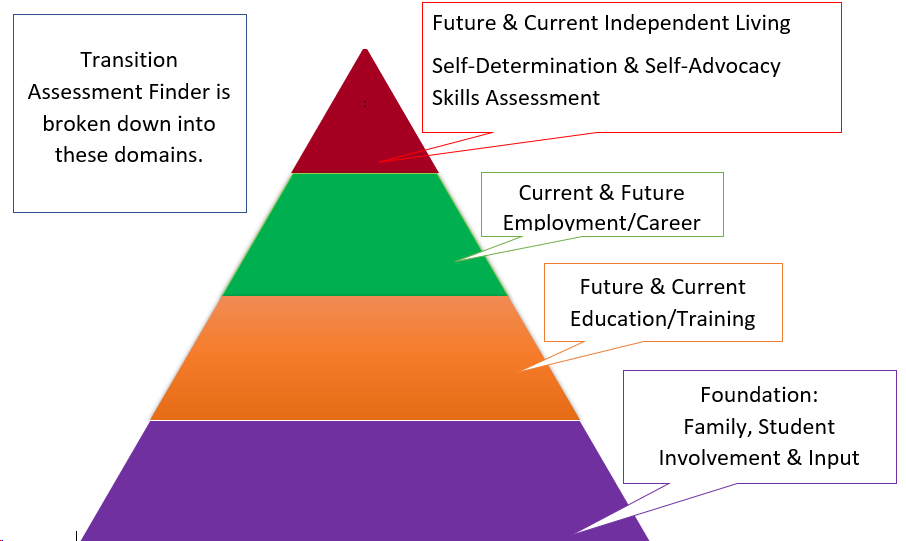 Transition
Assessment Finder is
broken down into
these domains.
Future & Current Independent Living
Self-Determination & Self-Advocacy
Skills Assessment
Current & Future
Employment/Career
Future & Current
Education/Training
Foundation:
Family, Student
Involvement & Input